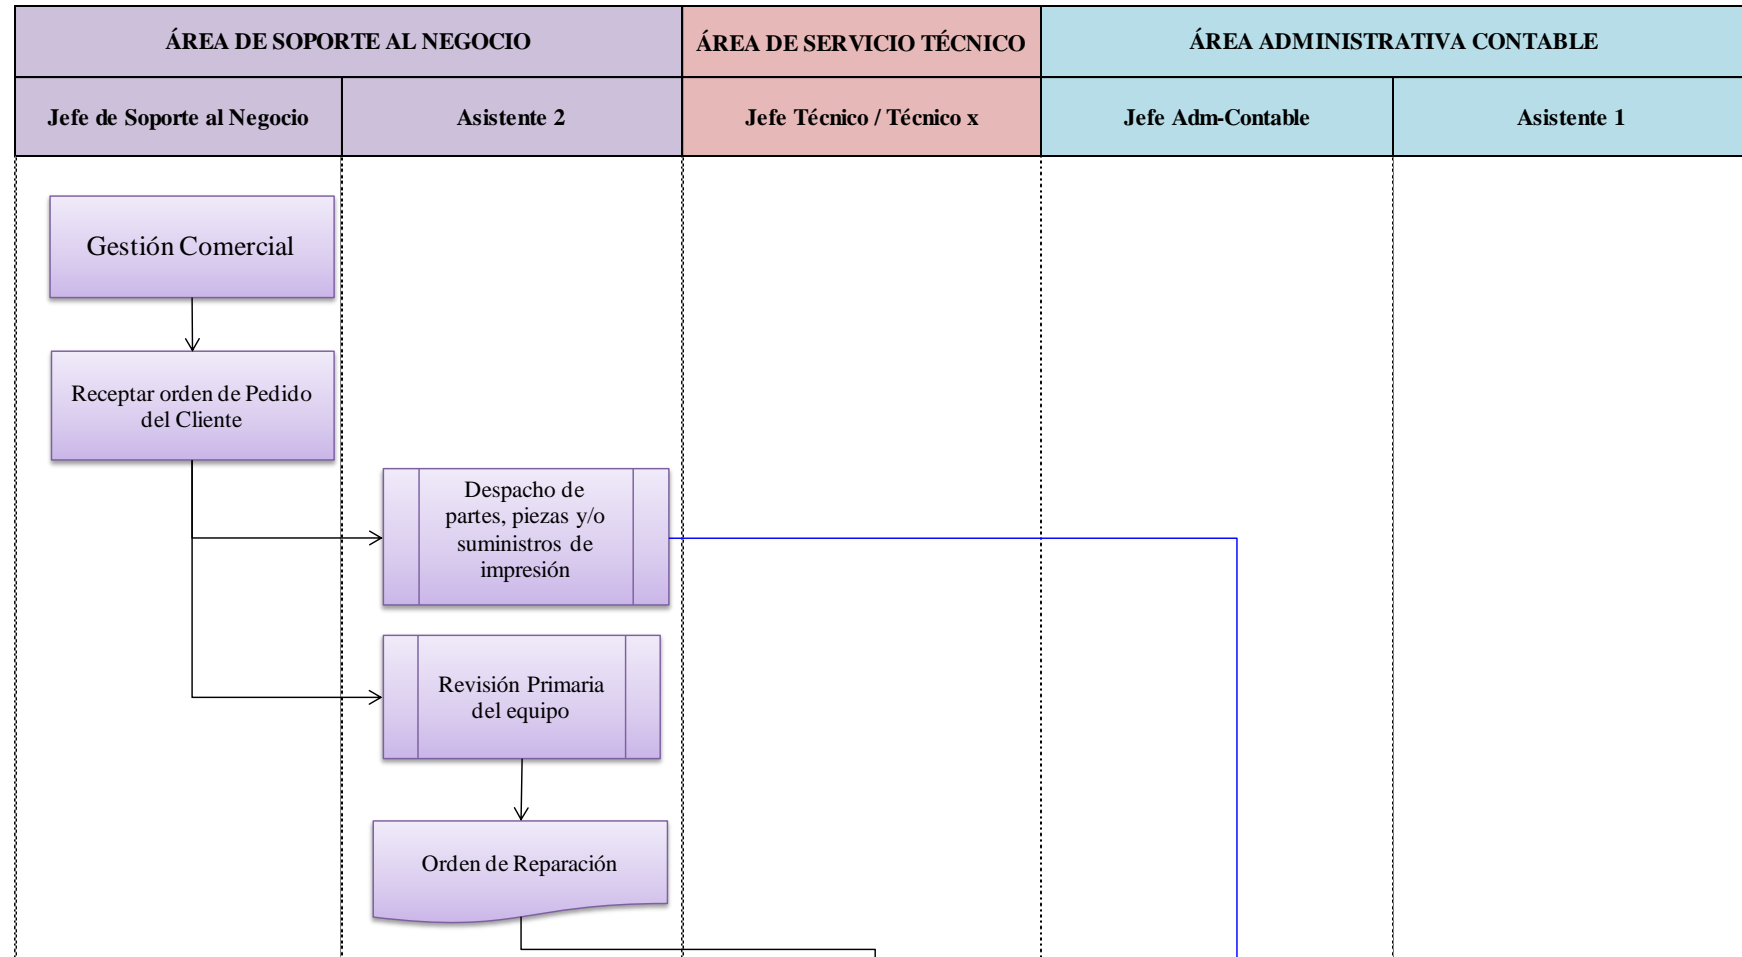 ÁREA DE SOPORTE AL NEGOCIO
ÁREA DE SERVICIO TÉCNICO
ÁREA ADMINISTRATIVA CONTABLE
Jefe de Soporte al Negocio
Asistente 2
Jefe Técnico / Técnico x
Jefe Adm-Contable
Asistente 1
Gestión Comercial
Receptar orden de Pedido
del Cliente
Despacho de
partes, piezas y/o
suministros de
impresión
Revisión Primaria
del equipo
Orden de Reparación